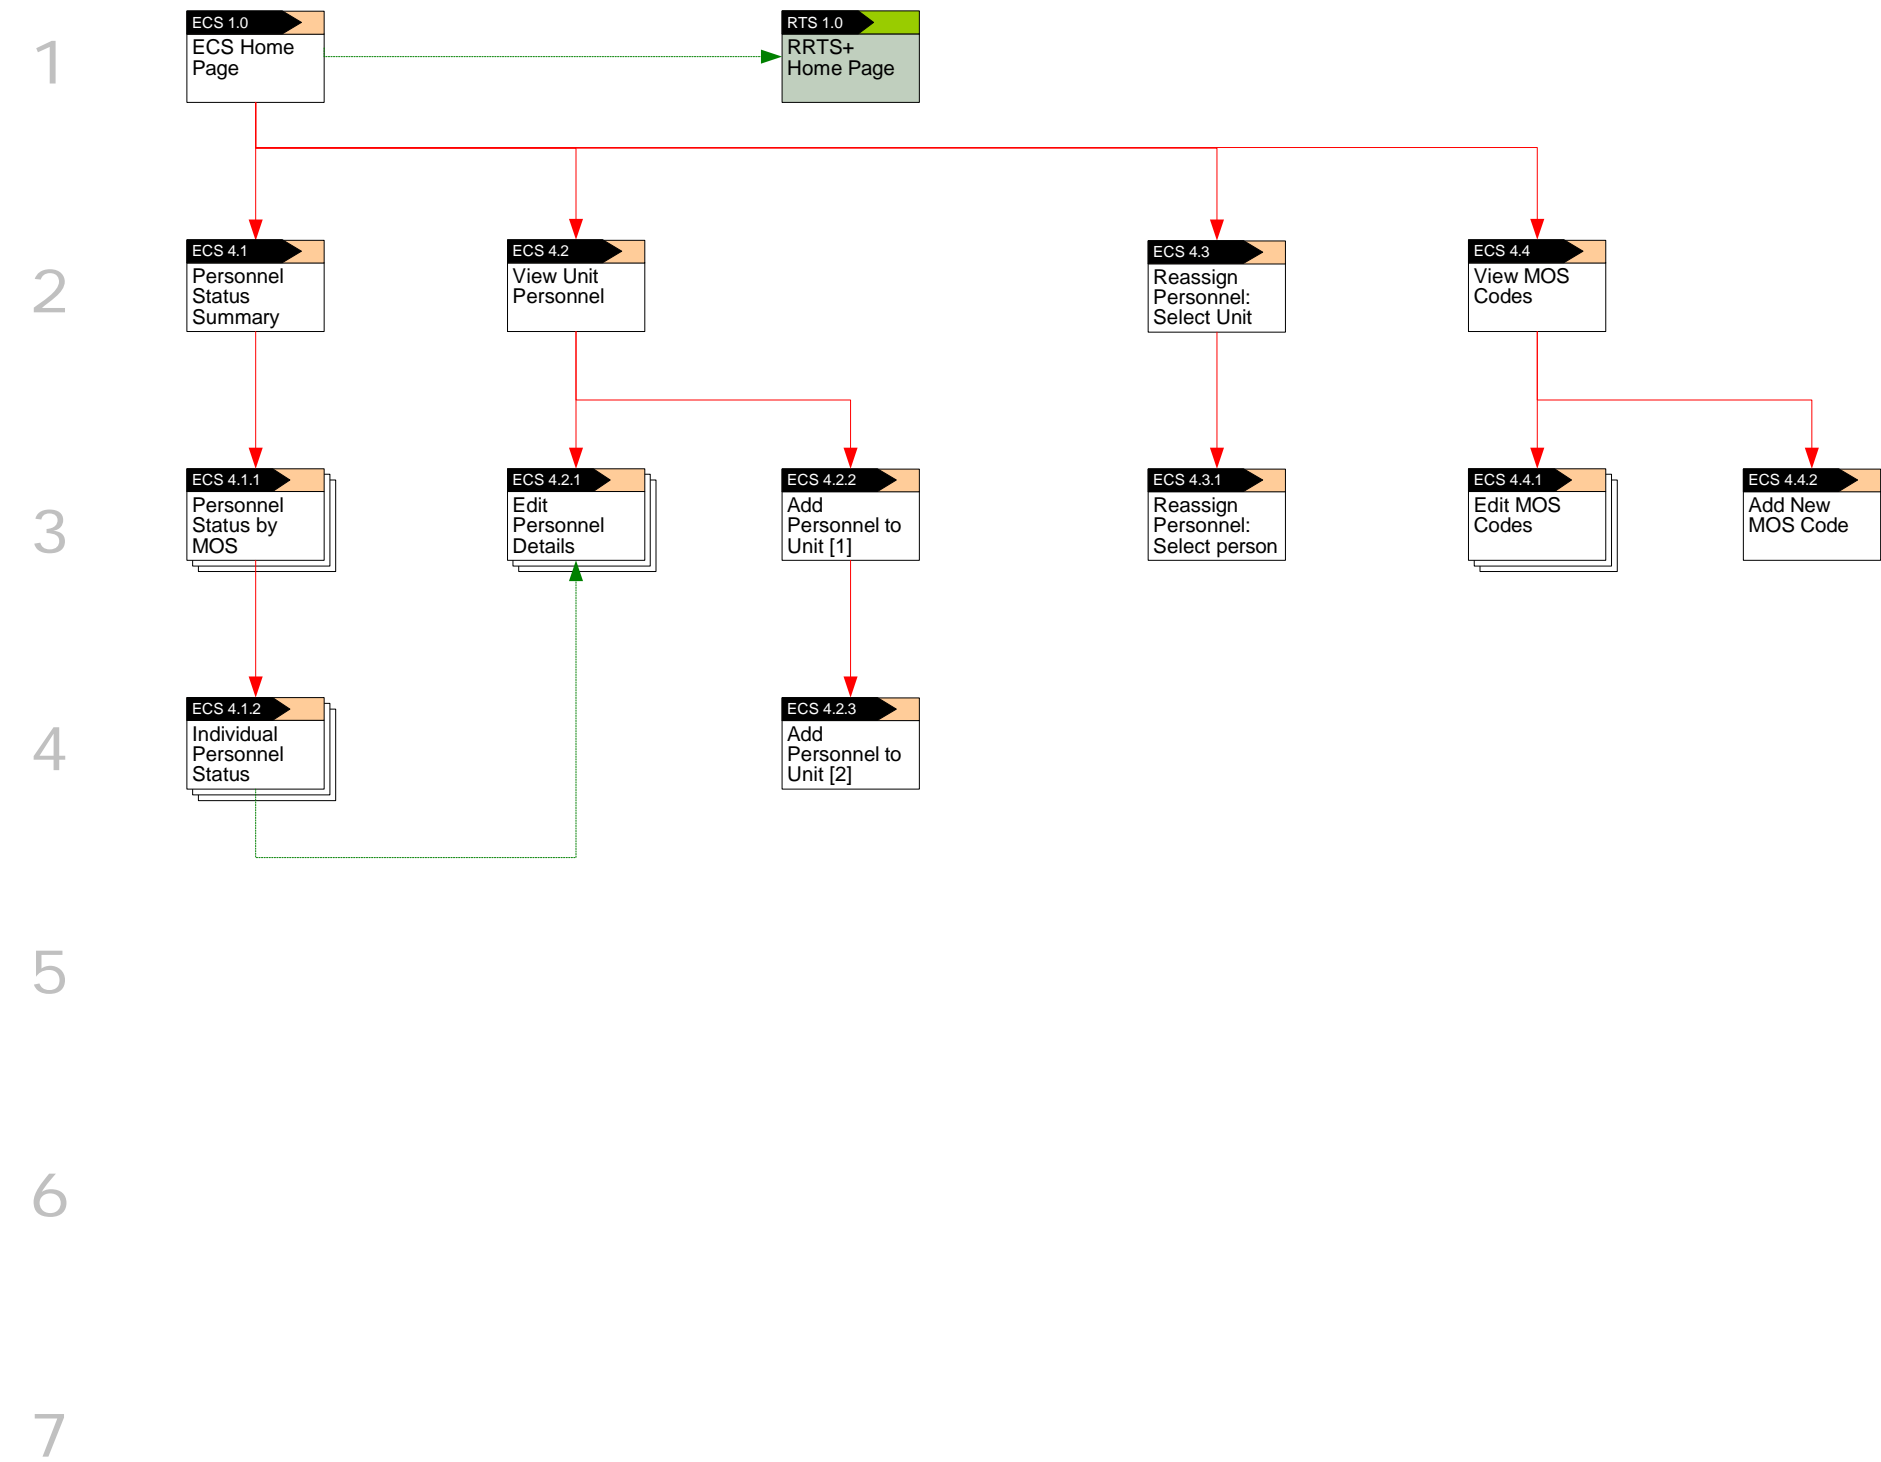 1
ECS 1.0
ECS Home
Page
RTS 1.0
RRTS+
Home Page
2
ECS 4.1
Personnel
Status
Summary
ECS 4.2
View Unit
Personnel
ECS 4.3
Reassign
Personnel:
Select Unit
ECS 4.4
View MOS
Codes
3
ECS 4.1.1
Personnel
Status by
MOS
ECS 4.2.1
Edit
Personnel
Details
ECS 4.2.2
Add
Personnel to
Unit [1]
ECS 4.3.1
Reassign
Personnel:
Select person
ECS 4.4.1
Edit MOS
Codes
ECS 4.4.2
Add New
MOS Code
4
ECS 4.1.2
Individual
Personnel
Status
ECS 4.2.3
Add
Personnel to
Unit [2]
5
6
7